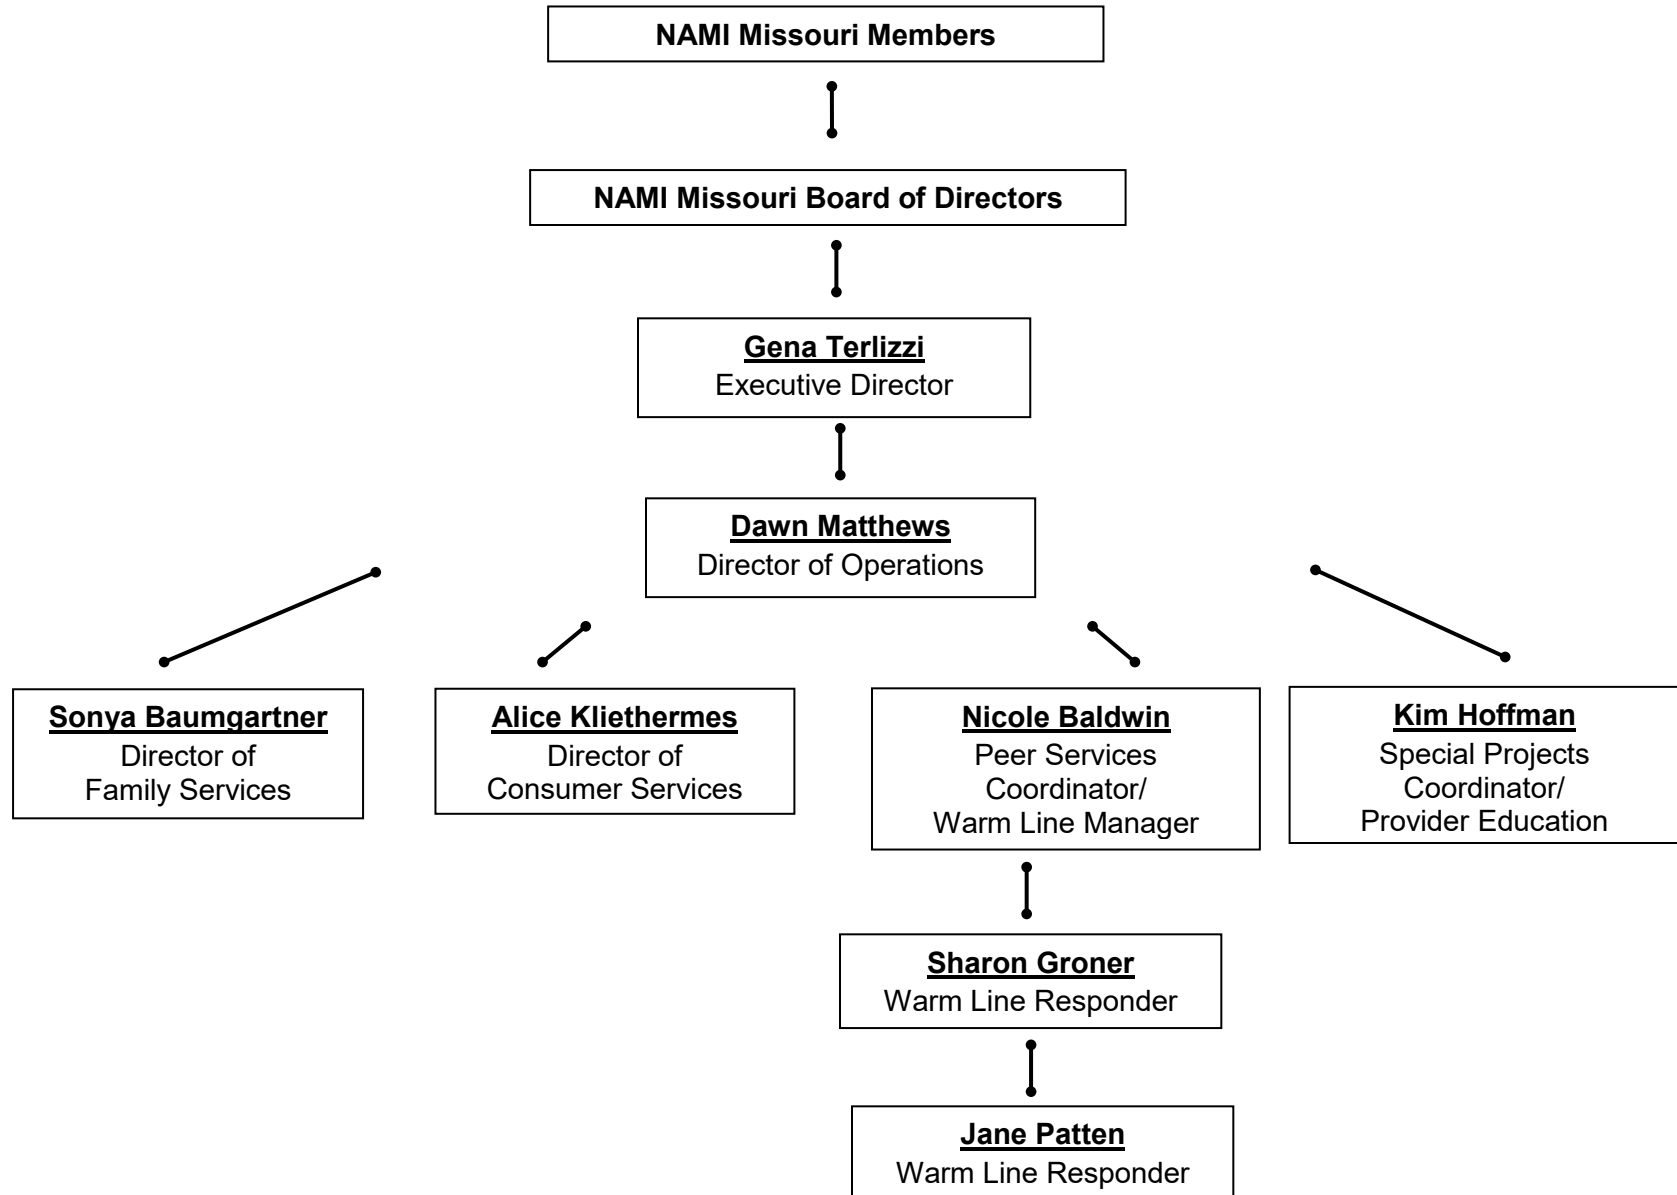 NAMI Missouri Members
NAMI Missouri Board of Directors
Gena Terlizzi
Executive Director
Dawn Matthews
Director of Operations
Sonya Baumgartner
Director of
Family Services
Alice Kliethermes
Director of
Consumer Services
Nicole Baldwin
Peer Services
Coordinator/
Warm Line Manager
Kim Hoffman
Special Projects
Coordinator/
Provider Education
Sharon Groner
Warm Line Responder
Jane Patten
Warm Line Responder